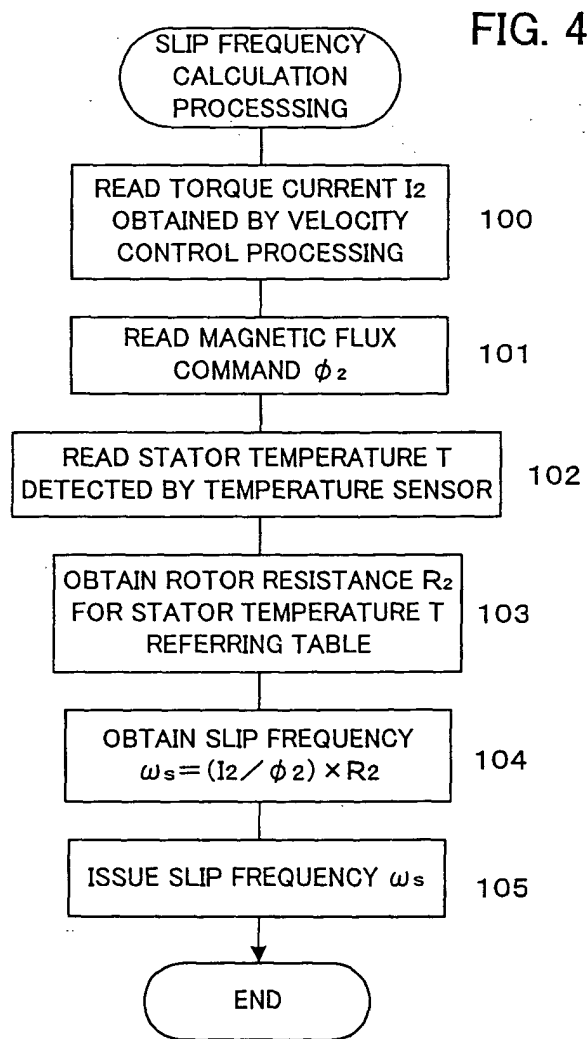 FIG. 4
SLIP FREQUENCY
CALCULATION
PROCESSSING
READ TORQUE CURRENT I2
OBTAINED BY VELOCITY
CONTROL PROCESSING
100
READ MAGNETIC FLUX
COMMAND ϕ2
101
READ STATOR TEMPERATURE T
DETECTED BY TEMPERATURE SENSOR
102
OBTAIN ROTOR RESISTANCE R2
FOR STATOR TEMPERATURE T
REFERRING TABLE
103
OBTAIN SLIP FREQUENCY
ωs=(I2/ϕ2)×R2
104
ISSUE SLIP FREQUENCY ωs
105
END